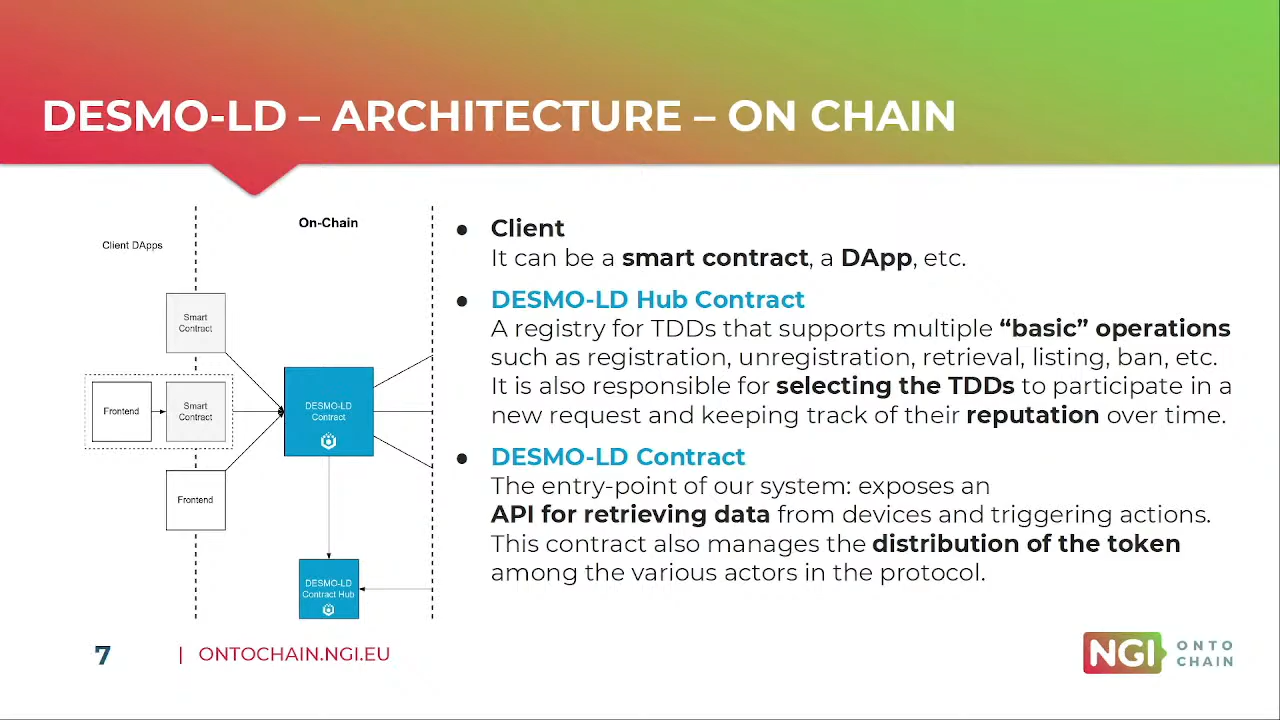 DESMO-LD – ARCHITECTURE – ON CHAIN
Client DApps
On-Chain
Smart
Contract
Frontend
Smart
Contract
Frontend
DESMO-LD
Contract
DESMO-LD
Contract Hub
● Client
It can be a smart contract, a DApp, etc.
● DESMO-LD Hub Contract
A registry for TDDs that supports multiple “basic” operations
such as registration, unregistration, retrieval, listing, ban, etc.
It is also responsible for selecting the TDDs to participate in a
new request and keeping track of their reputation over time.
● DESMO-LD Contract
The entry-point of our system: exposes an
API for retrieving data from devices and triggering actions.
This contract also manages the distribution of the token
among the various actors in the protocol.
7 | ONTOCHAIN.NGI.EU
NGI
ONTO
CHAIN